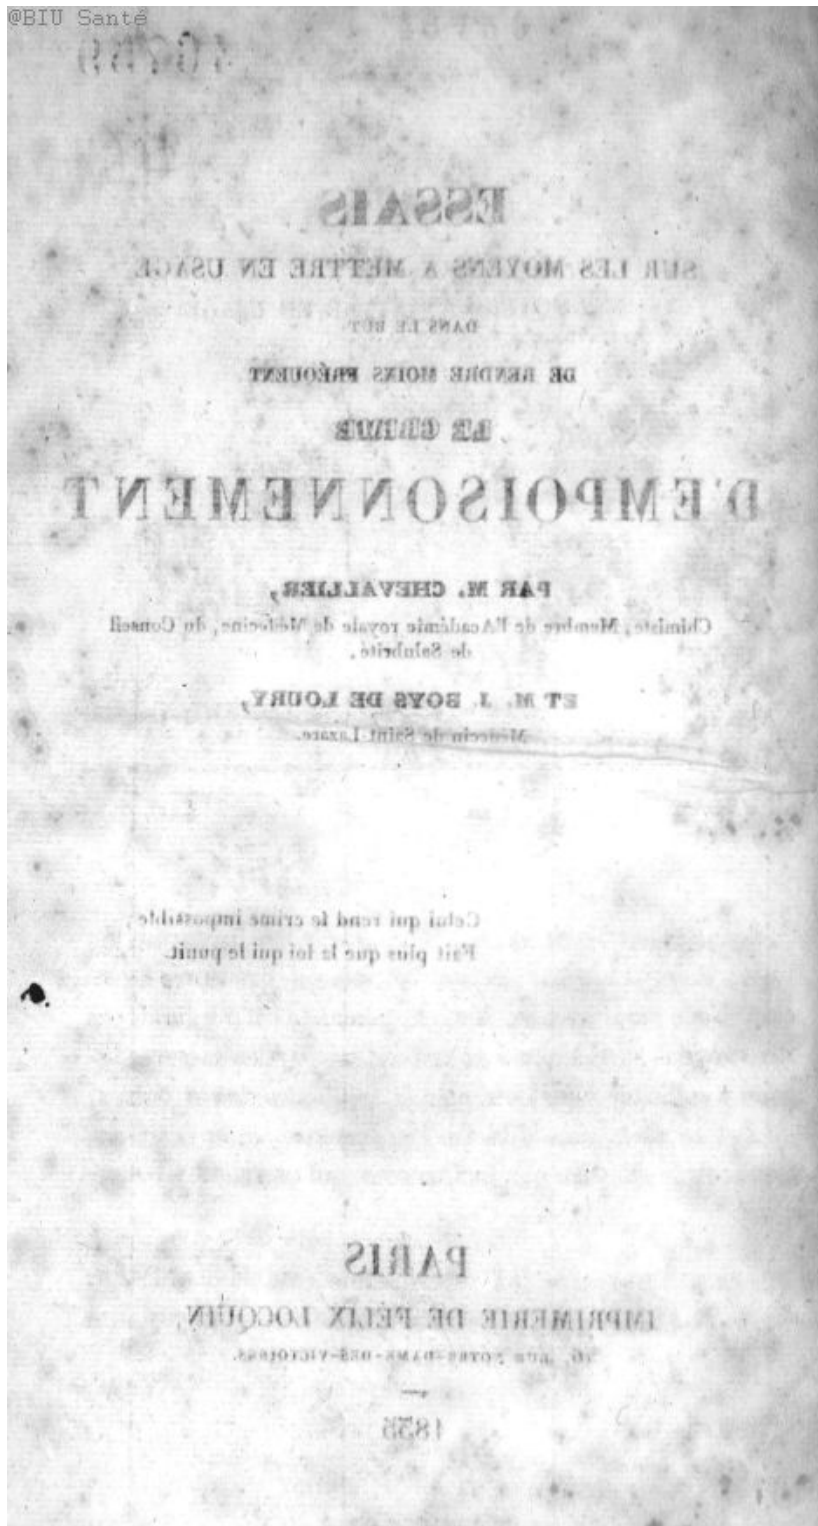 @BIU Santé
ESSAIS
SUR LES MOYENS A METTRE EN USAGE
DANS LE BUT
DE RENDRE MOINS FRÉQUENT
LE CRIME
D'EMPOISONNEMENT
PAR M. CHEVALLIER,
Chimiste, Membre de l'Académie royale de Médecine, du Conseil
de Salubrité,
ET M. J. BOYS DE LOURY,
Médecin de Saint-Lazare.
Celui qui rend le crime impossible,
Fait plus que la loi qui le punit.
PARIS
IMPRIMERIE DE FÉLIX LOCQUIN,
16, RUE NOTRE-DAME-DES-VICTOIRES.
1835